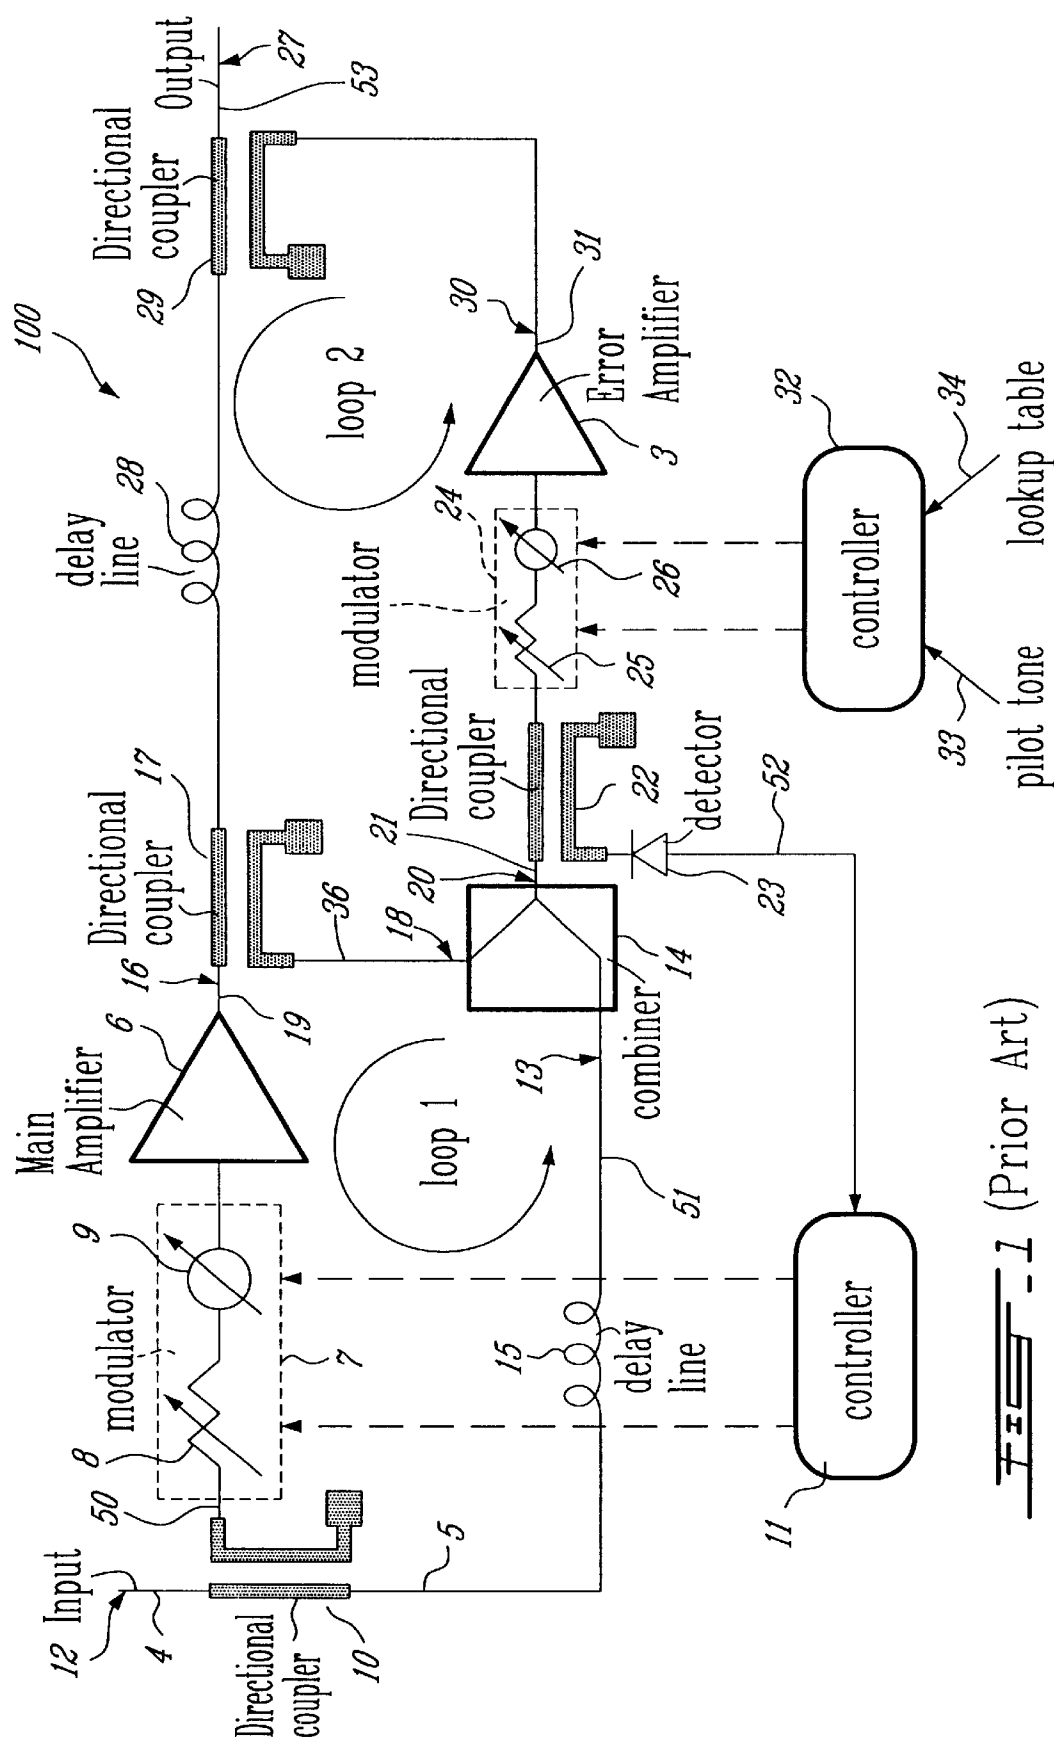 100
12
Input
4
Directional
coupler
10
5
50
8
modulator
9
7
Main
Amplifier
6
16
19
Directional
coupler
17
36
18
delay
line
28
29
Directional
coupler
Output
27
53
loop 1
loop 2
15
delay
line
51
13
combiner
14
20
21
Directional
coupler
22
23
detector
52
modulator
24
25
26
3
Error
Amplifier
30
31
11
controller
controller
32
33
pilot tone
34
lookup table
Fig. 1 (Prior Art)